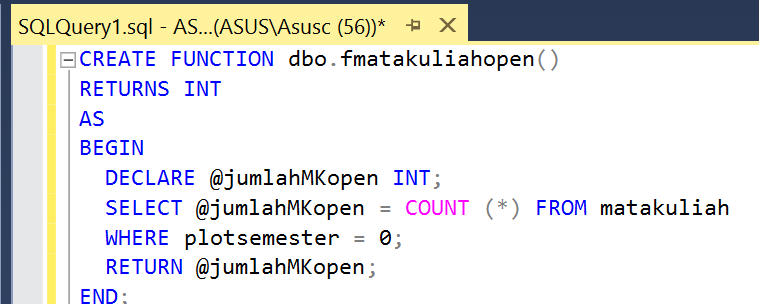 SQLQuery1.sql - AS...(ASUS\Asusc (56))*
CREATE FUNCTION dbo.fmatakuliahopen()
RETURNS INT
AS
BEGIN
DECLARE @jumlahMKopen INT;
SELECT @jumlahMKopen = COUNT (*) FROM matakuliah
WHERE plotsemester = 0;
RETURN @jumlahMKopen;
END;